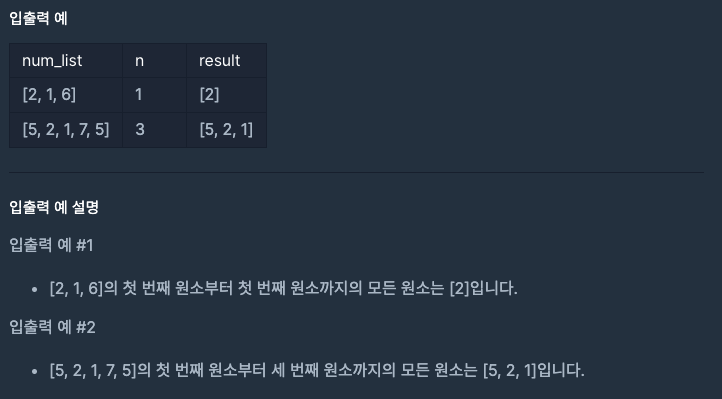 입출력 예
num_list n result
[2, 1, 6] 1 [2]
[5, 2, 1, 7, 5] 3 [5, 2, 1]
입출력 예 설명
입출력 예 #1
• [2, 1, 6]의 첫 번째 원소부터 첫 번째 원소까지의 모든 원소는 [2]입니다.
입출력 예 #2
• [5, 2, 1, 7, 5]의 첫 번째 원소부터 세 번째 원소까지의 모든 원소는 [5, 2, 1]입니다.